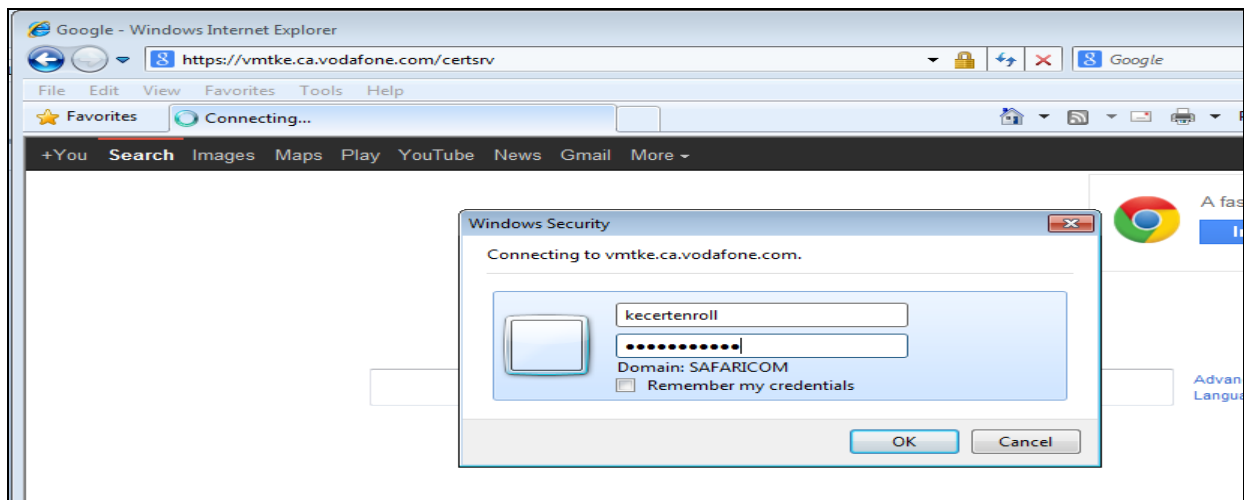 Google - Windows Internet Explorer
https://vmtke.ca.vodafone.com/certsrv
Google
File Edit View Favorites Tools Help
Favorites Connecting...
+You Search Images Maps Play YouTube News Gmail More
A fas
Windows Security
Connecting to vmtke.ca.vodafone.com.
kecertenroll
●●●●●●●●●●●
Domain: SAFARICOM
Remember my credentials
Advan
Langua
OK Cancel